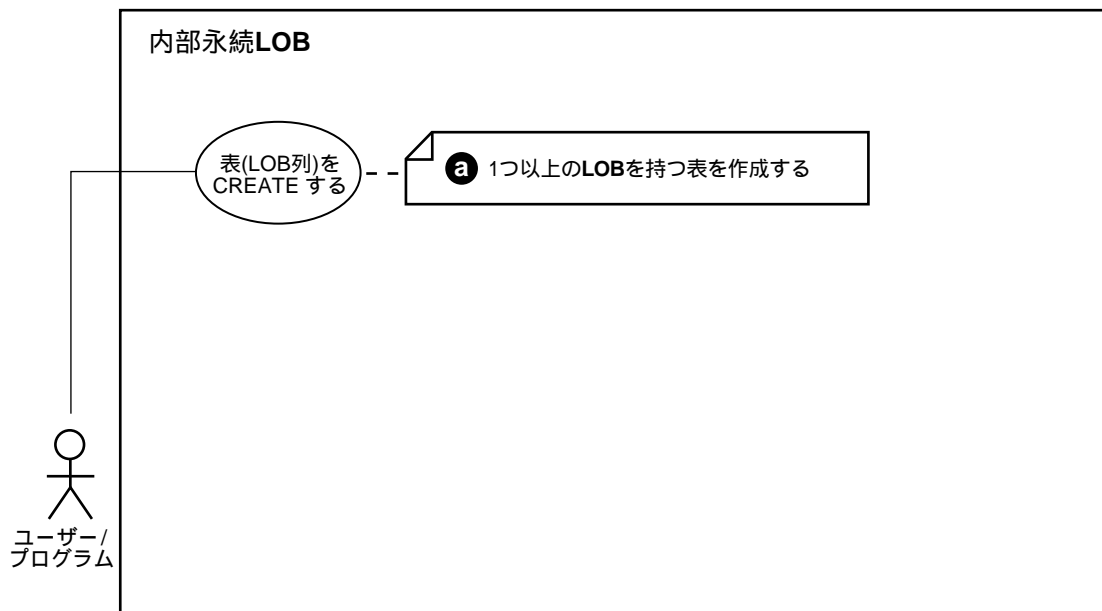 内部永続LOB
表(LOB列)を
CREATE する
a 1つ以上のLOBを持つ表を作成する
ユーザー/
プログラム